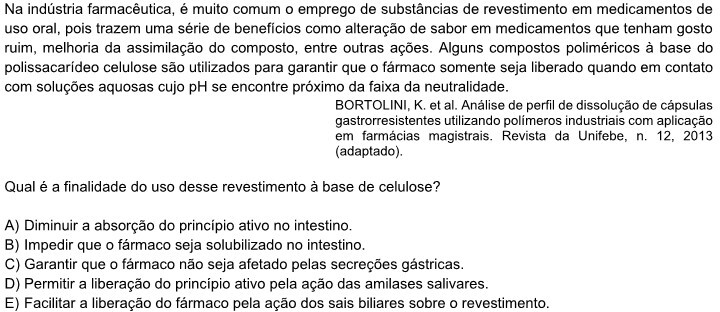 Na indústria farmacêutica, é muito comum o emprego de substâncias de revestimento em medicamentos de
uso oral, pois trazem uma série de benefícios como alteração de sabor em medicamentos que tenham gosto
ruim, melhoria da assimilação do composto, entre outras ações. Alguns compostos poliméricos à base do
polissacarídeo celulose são utilizados para garantir que o fármaco somente seja liberado quando em contato
com soluções aquosas cujo pH se encontre próximo da faixa da neutralidade.
BORTOLINI, K. et al. Análise de perfil de dissolução de cápsulas
gastrorresistentes utilizando polímeros industriais com aplicação
em farmácias magistrais. Revista da Unifebe, n. 12, 2013
(adaptado).
Qual é a finalidade do uso desse revestimento à base de celulose?
A) Diminuir a absorção do princípio ativo no intestino.
B) Impedir que o fármaco seja solubilizado no intestino.
C) Garantir que o fármaco não seja afetado pelas secreções gástricas.
D) Permitir a liberação do princípio ativo pela ação das amilases salivares.
E) Facilitar a liberação do fármaco pela ação dos sais biliares sobre o revestimento.